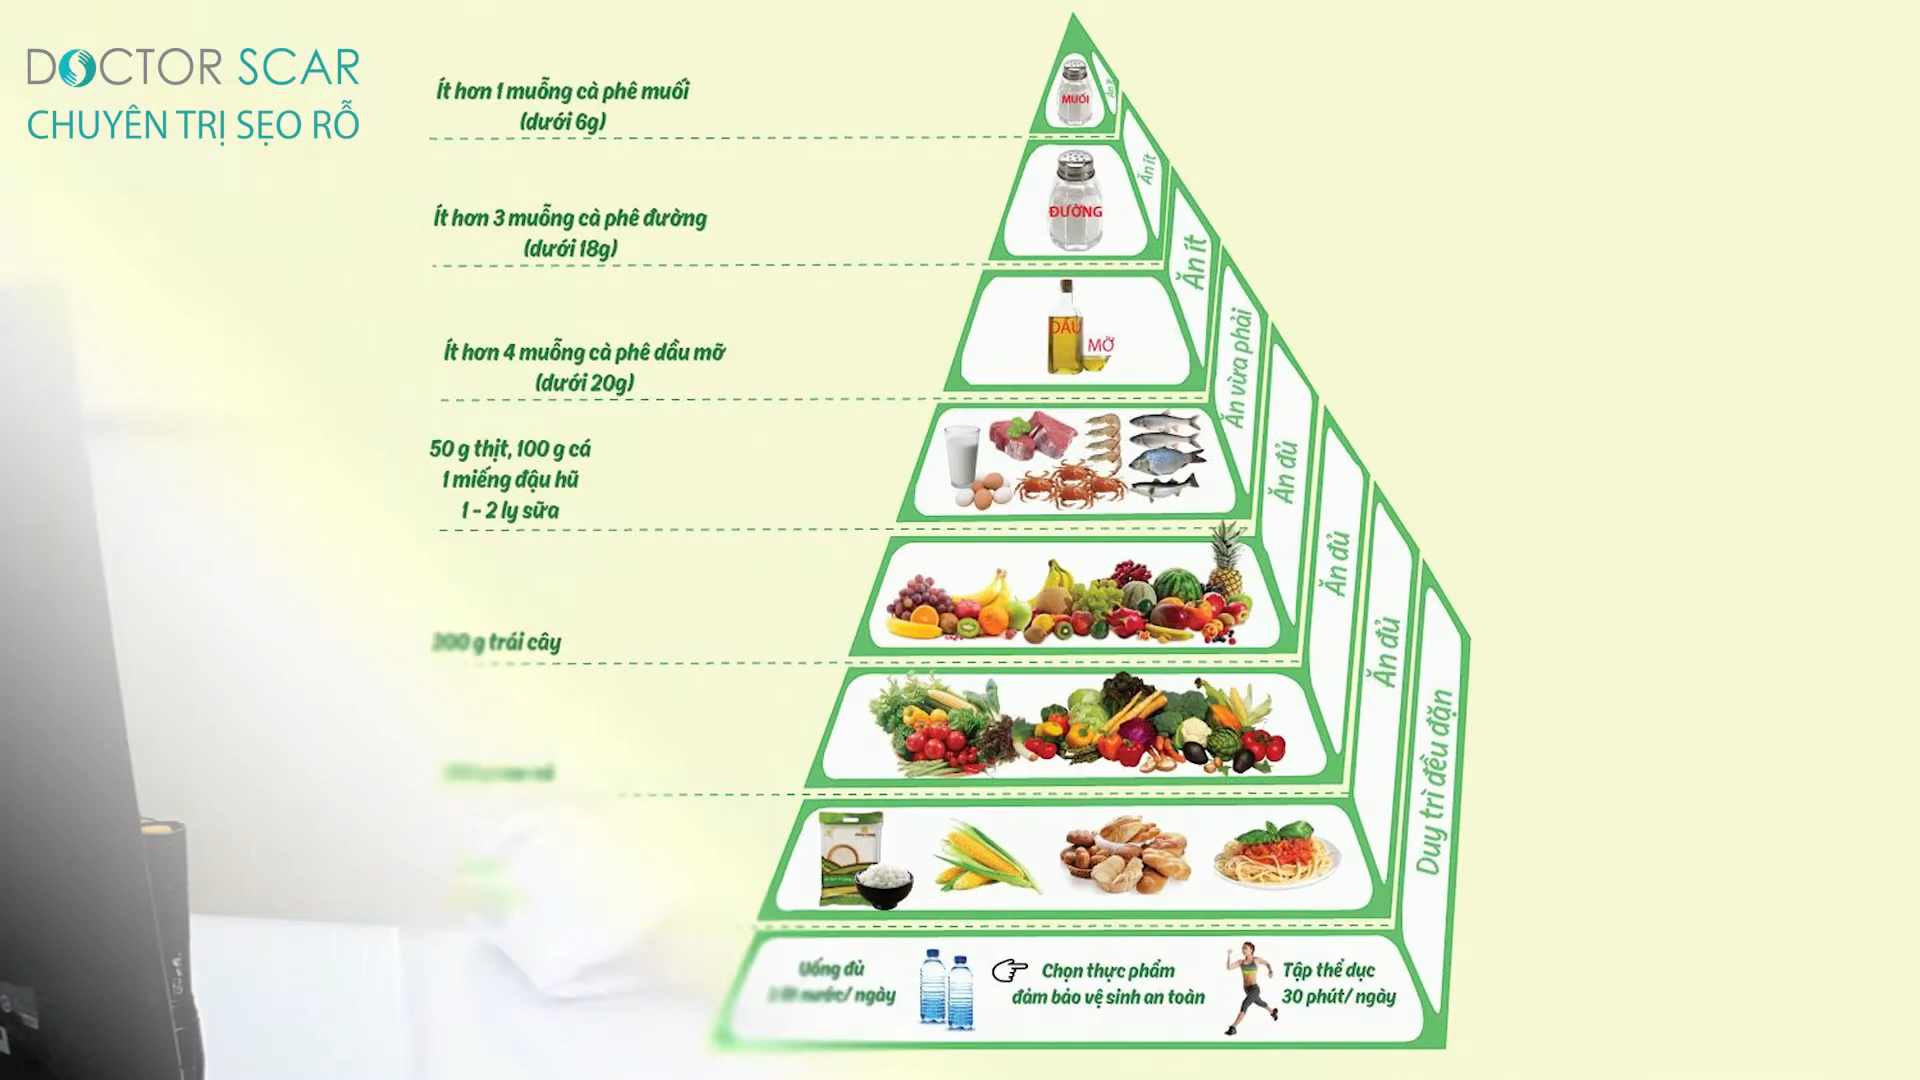 DOCTOR SCAR
CHUYÊN TRỊ SẸO RỖ
Ít hơn 1 muỗng cà phê muối
(dưới 6g)
MUỐI
Ăn ít
Ít hơn 3 muỗng cà phê đường
(dưới 18g)
ĐƯỜNG
Ăn ít
Ít hơn 4 muỗng cà phê dầu mỡ
(dưới 20g)
DẦU
MỠ
Ăn vừa phải
50 g thịt, 100 g cá
1 miếng đậu hũ
1 - 2 ly sữa
Ăn đủ
g trái cây
Ăn đủ
Ăn đủ
Duy trì đều đặn
Uống đủ
nước/ ngày
Chọn thực phẩm
đảm bảo vệ sinh an toàn
Tập thể dục
30 phút/ ngày